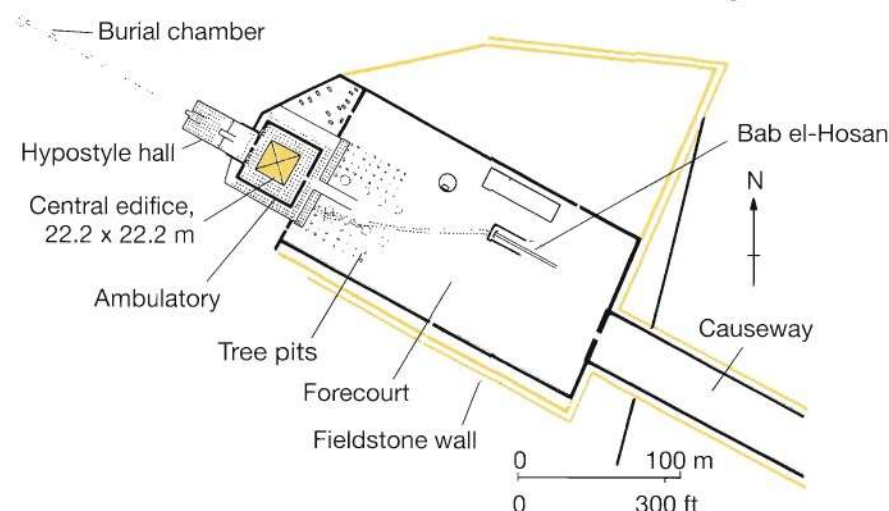 Burial chamber
Bab el-Hosan
Hypostyle hall
N
Central edifice,
22.2 x 22.2 m
Ambulatory
Causeway
Tree pits
Forecourt
Fieldstone wall
0 100 m
0 300 ft